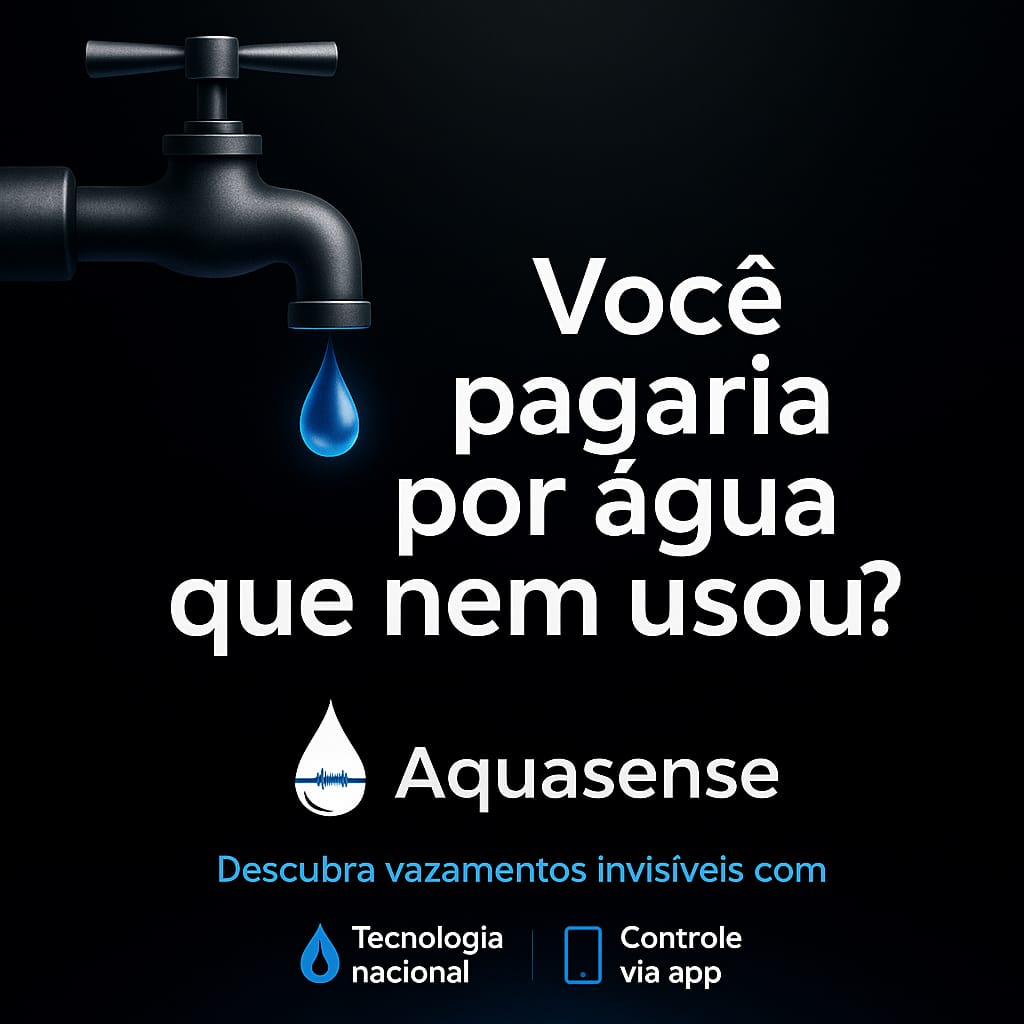 Você
pagaria
por água
que nem usou?
Aquasense
Descubra vazamentos invisíveis com
Tecnologia
nacional
Controle
via app